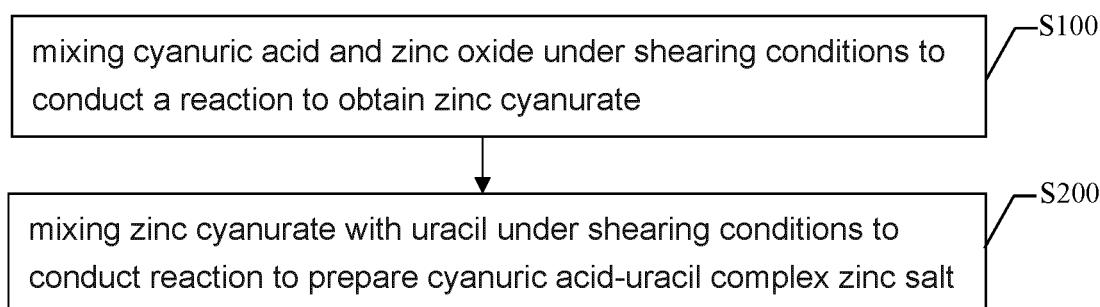 S100
mixing cyanuric acid and zinc oxide under shearing conditions to
conduct a reaction to obtain zinc cyanurate
S200
mixing zinc cyanurate with uracil under shearing conditions to
conduct reaction to prepare cyanuric acid-uracil complex zinc salt